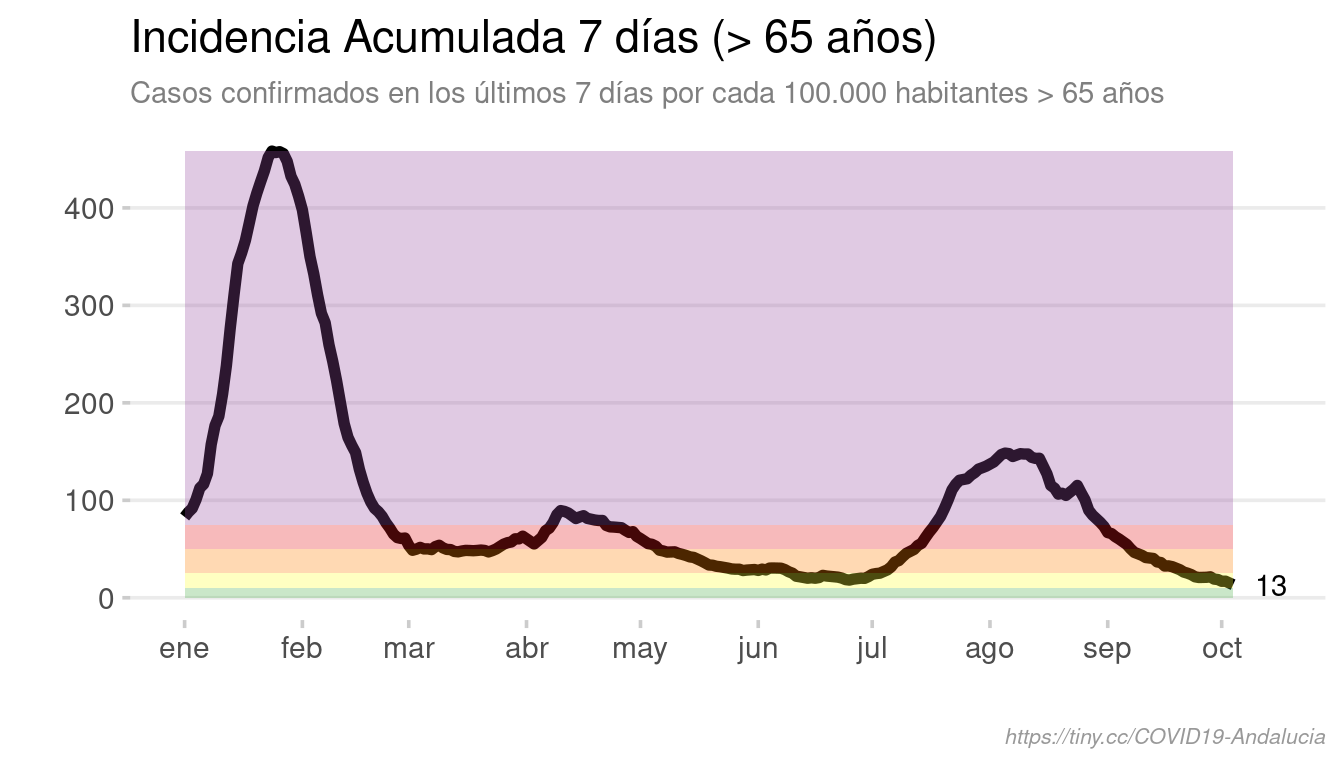 Incidencia Acumulada 7 días (> 65 años)
Casos confirmados en los últimos 7 días por cada 100.000 habitantes > 65 años
400
300
200
100
0
13
ene feb mar abr may jun jul ago sep oct
https://tiny.cc/COVID19-Andalucia